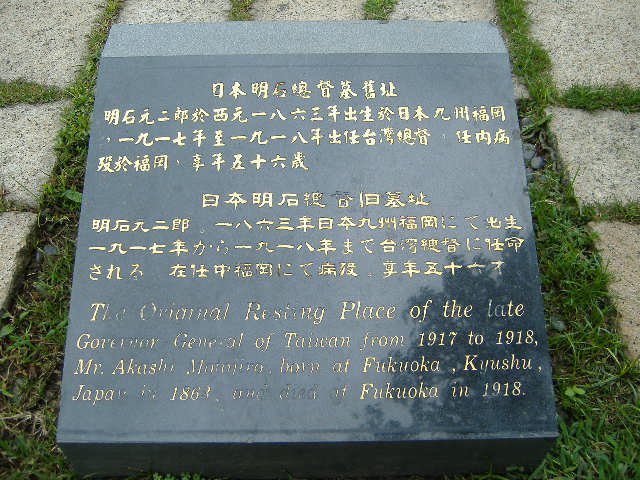 日本明石總督墓舊址
明石元二郎於西元一八六三年出生於日本九州福岡
，一九一七年至一九一八年出任台灣總督，任內病
歿於福岡，享年五十六歲
日本明石總督旧墓址
明石元二郎。一八六三年日本九州福岡にて出生
一九一七年から一九一八年まで台湾總督に任命
される 在任中福岡にて病没。享年五十六才
The Original Resting Place of the late
Governor General of Taiwan from 1917 to 1918,
Mr. Akashi Motojiro, born at Fukuoka, Kyushu,
Japan in 1863, and died at Fukuoka in 1918.